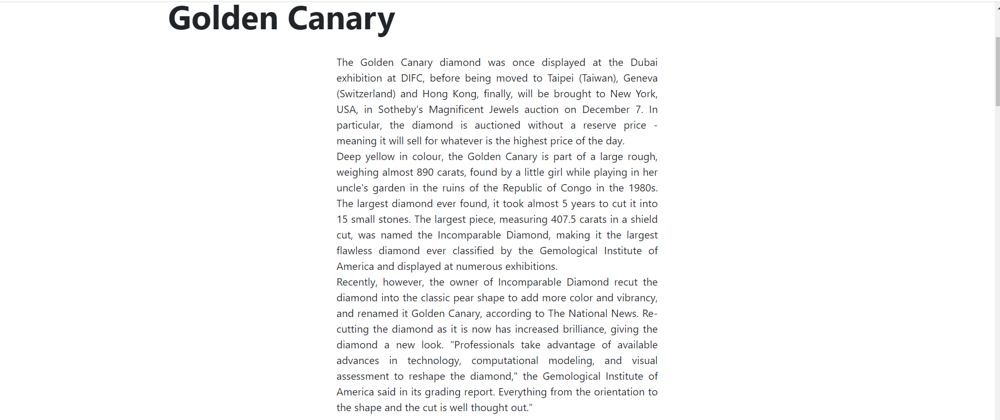 Golden Canary
The Golden Canary diamond was once displayed at the Dubai
exhibition at DIFC, before being moved to Taipei (Taiwan), Geneva
(Switzerland) and Hong Kong, finally, will be brought to New York,
USA, in Sotheby's Magnificent Jewels auction on December 7. In
particular, the diamond is auctioned without a reserve price -
meaning it will sell for whatever is the highest price of the day.
Deep yellow in colour, the Golden Canary is part of a large rough,
weighing almost 890 carats, found by a little girl while playing in her
uncle's garden in the ruins of the Republic of Congo in the 1980s.
The largest diamond ever found, it took almost 5 years to cut it into
15 small stones. The largest piece, measuring 407.5 carats in a shield
cut, was named the Incomparable Diamond, making it the largest
flawless diamond ever classified by the Gemological Institute of
America and displayed at numerous exhibitions.
Recently, however, the owner of Incomparable Diamond recut the
diamond into the classic pear shape to add more color and vibrancy,
and renamed it Golden Canary, according to The National News. Re-
cutting the diamond as it is now has increased brilliance, giving the
diamond a new look. "Professionals take advantage of available
advances in technology, computational modeling, and visual
assessment to reshape the diamond," the Gemological Institute of
America said in its grading report. Everything from the orientation to
the shape and the cut is well thought out.”